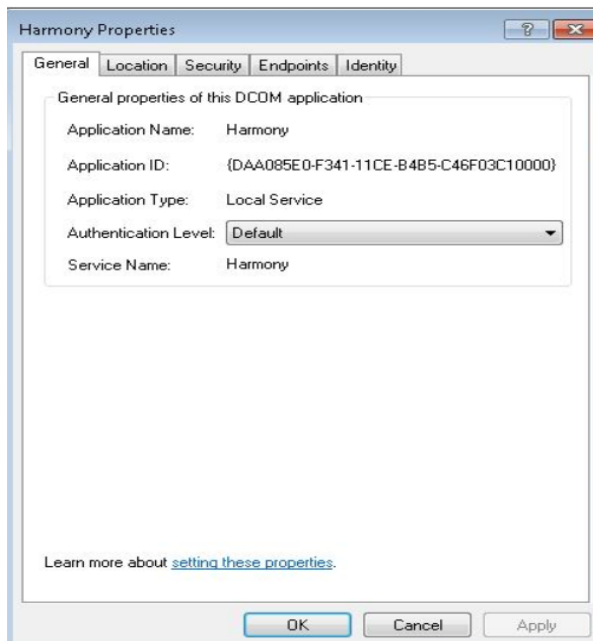 Harmony Properties
General Location Security Endpoints Identity
General properties of this DCOM application
Application Name: Harmony
Application ID: {DAA085E0-F341-11CE-B4B5-C46F03C10000}
Application Type: Local Service
Authentication Level: Default
Service Name: Harmony
Learn more about setting these properties.
OK Cancel Apply